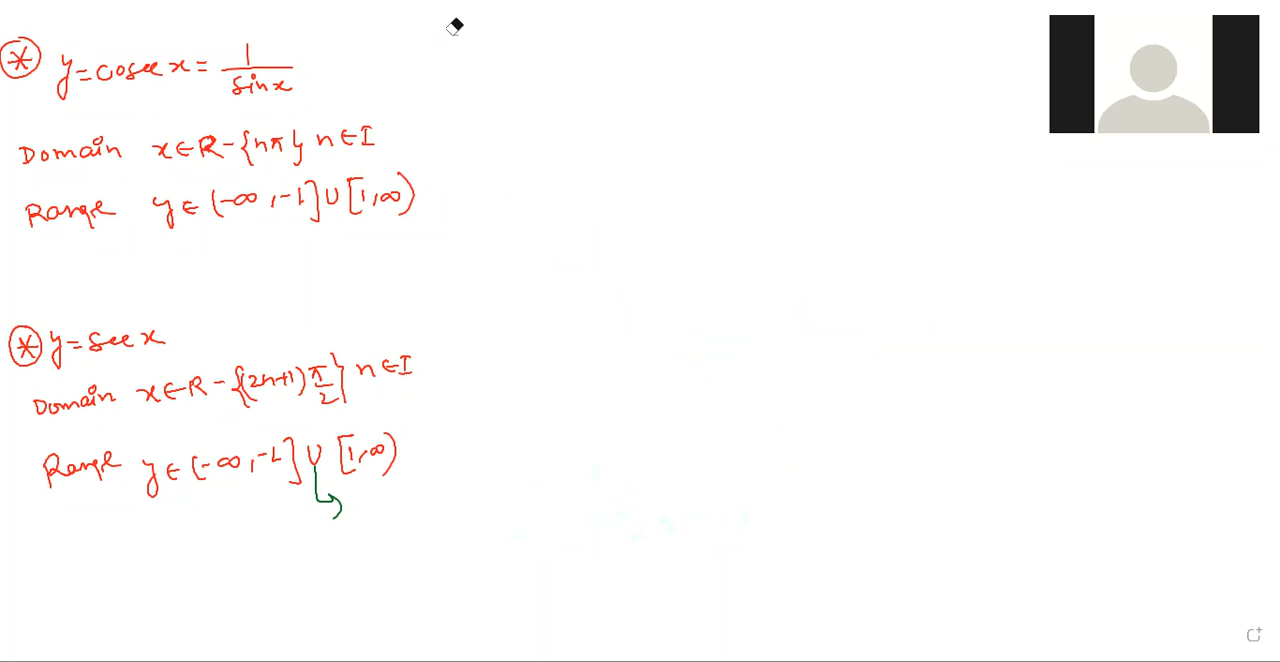 * y = cosec x = 1/sin x
Domain x ∈ R - {nπ} n ∈ I
Range y ∈ (-∞, -1] ∪ [1, ∞)
* y = sec x
Domain x ∈ R - {(2n+1) π/2} n ∈ I
Range y ∈ (-∞, -1] ∪ [1, ∞)